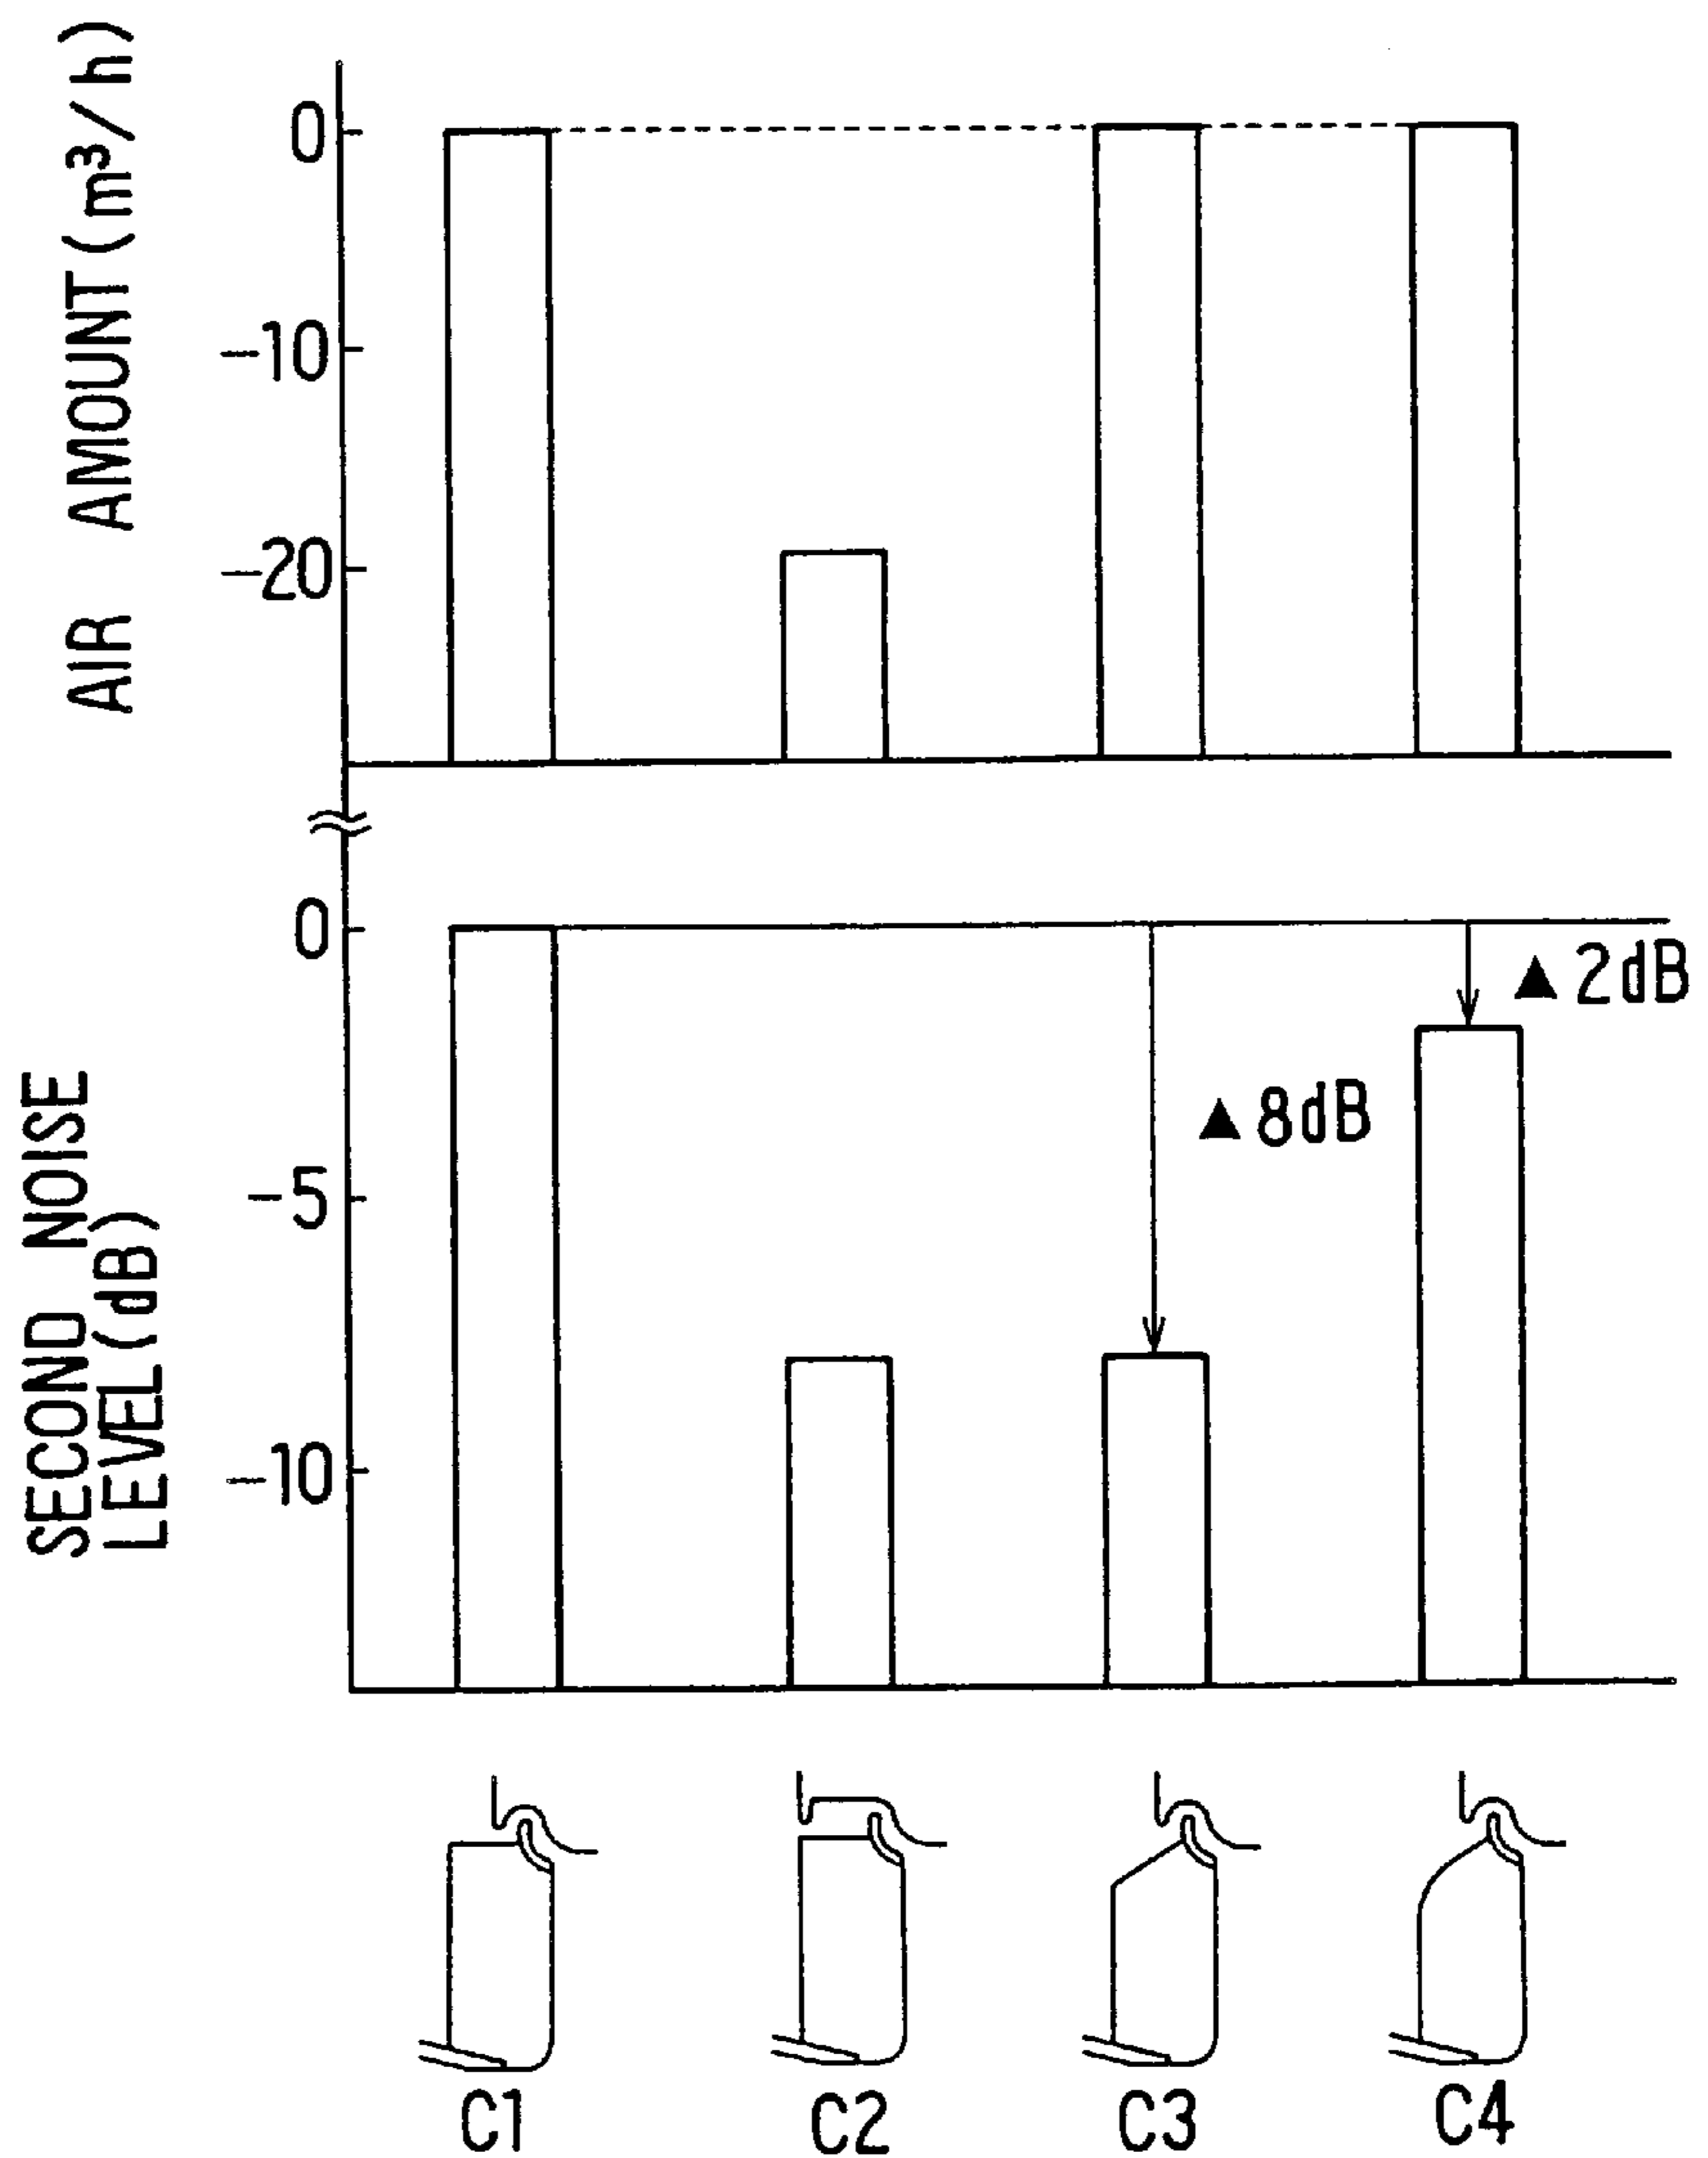 AIR AMOUNT (m³/h)
0
-10
-20
SECOND NOISE
LEVEL (dB)
0
-5
-10
▲2dB
▲8dB
C1 C2 C3 C4